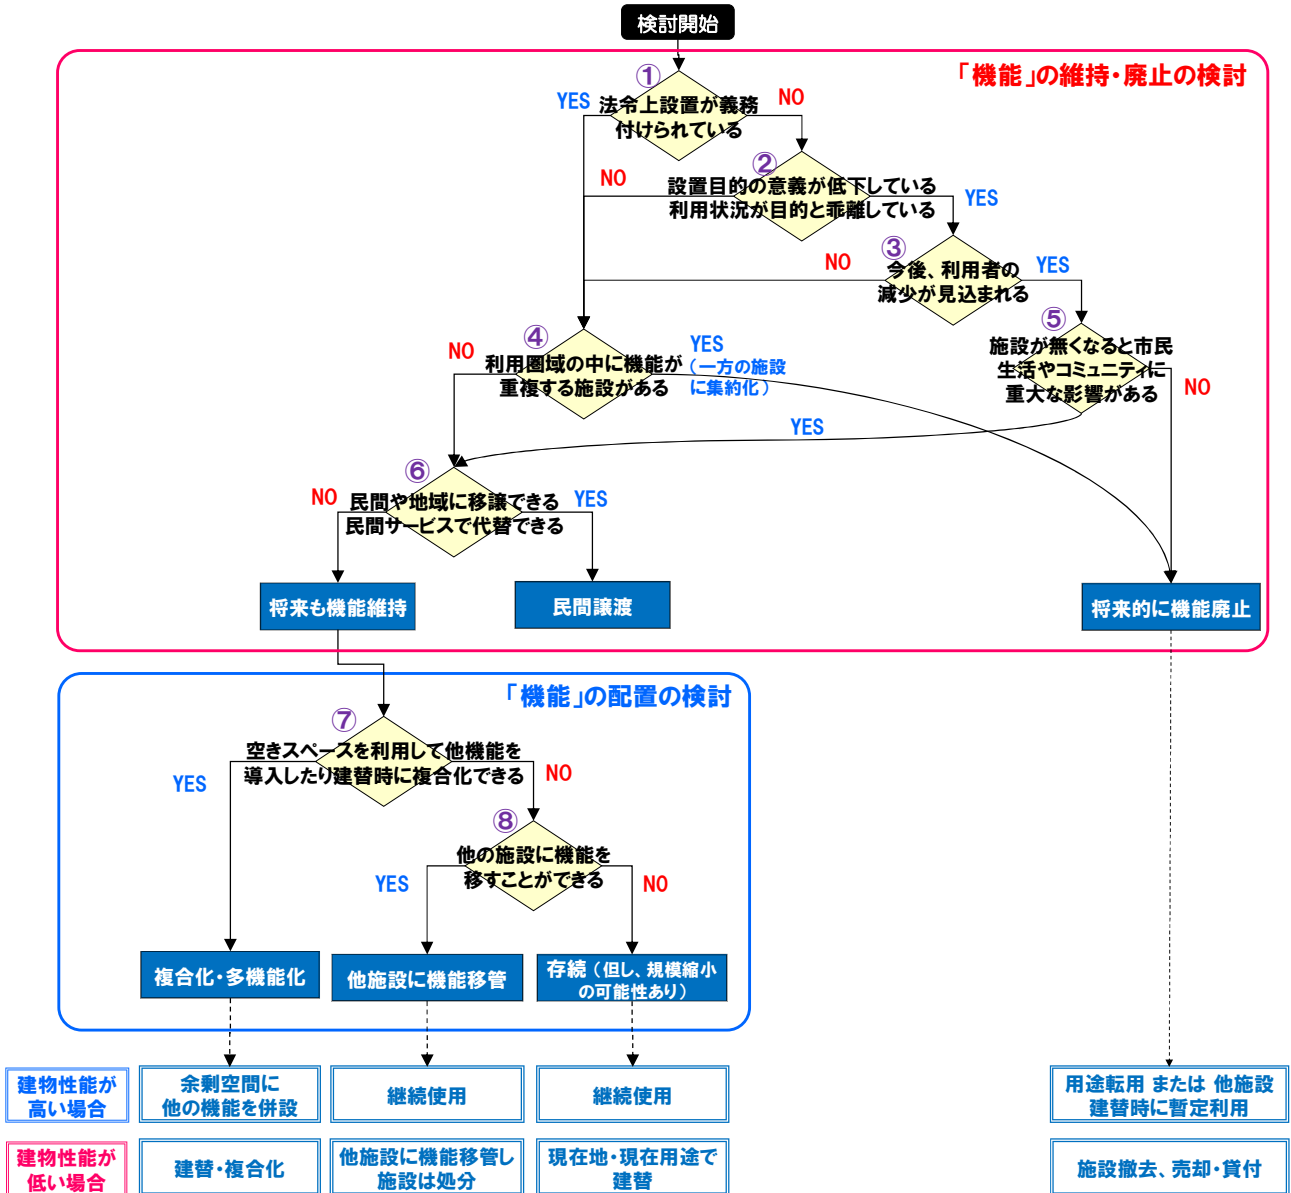 検討開始
「機能」の維持・廃止の検討
①
YES
法令上設置が義務
付けられている
NO
②
NO
設置目的の意義が低下している
利用状況が目的と乖離している
YES
③
NO
今後、利用者の
減少が見込まれる
YES
④
NO
利用圏域の中に機能が
重複する施設がある
YES
（一方の施設
に集約化）
⑤
施設が無くなると市民
生活やコミュニティに
重大な影響がある
NO
YES
⑥
NO
民間や地域に移譲できる
民間サービスで代替できる
YES
将来も機能維持
民間譲渡
将来的に機能廃止
「機能」の配置の検討
⑦
空きスペースを利用して他機能を
導入したり建替時に複合化できる
YES
NO
⑧
他の施設に機能を
移すことができる
YES
NO
複合化・多機能化
他施設に機能移管
存続（但し、規模縮小
の可能性あり）
建物性能が
高い場合
余剰空間に
他の機能を併設
継続使用
継続使用
用途転用 または 他施設
建替時に暫定利用
建物性能が
低い場合
建替・複合化
他施設に機能移管し
施設は処分
現在地・現在用途で
建替
施設撤去、売却・貸付